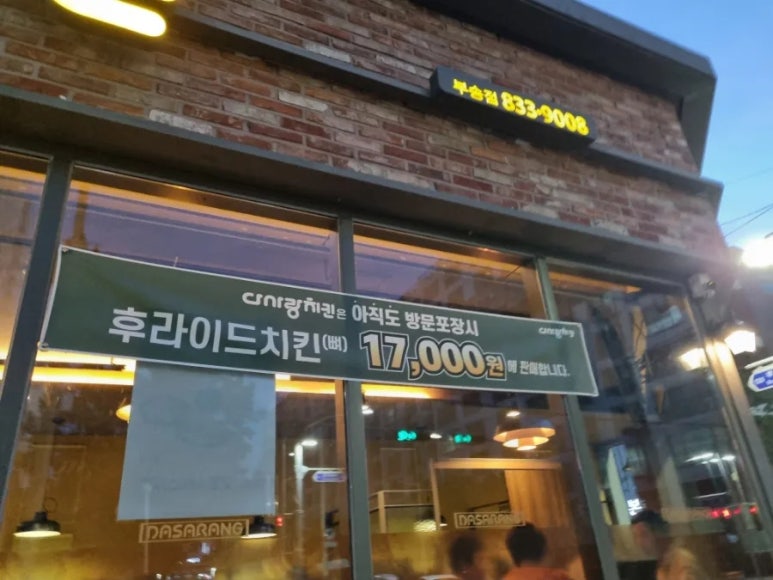 부송점 833-9008
다사랑치킨은 아직도 방문포장시
다사랑치킨
후라이드치킨(뼈) 17,000원에 판매합니다.
DASARANG
DASARANG